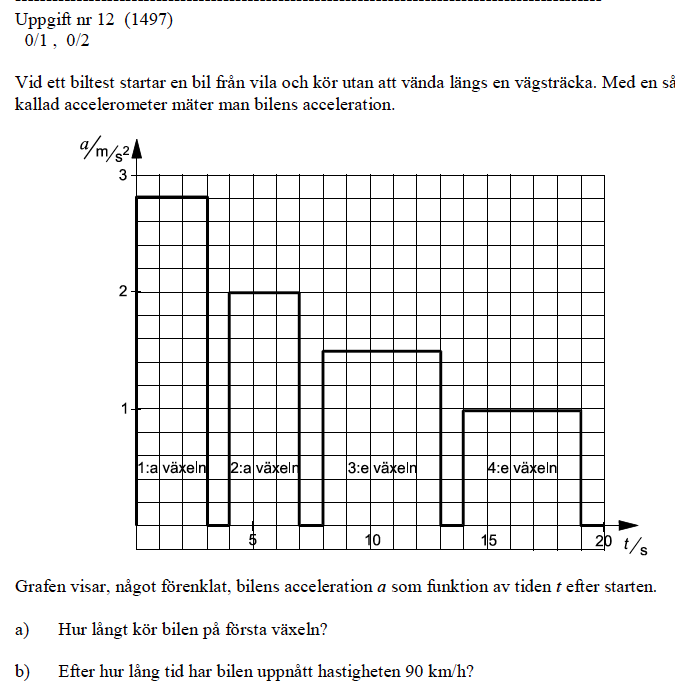 Uppgift nr 12 (1497)
0/1 , 0/2
Vid ett biltest startar en bil från vila och kör utan att vända längs en vägsträcka. Med en så
kallad accelerometer mäter man bilens acceleration.
a/m/s²
3
2
1
1:a växeln 2:a växeln 3:e växeln 4:e växeln
5 10 15 20 t/s
Grafen visar, något förenklat, bilens acceleration a som funktion av tiden t efter starten.
a) Hur långt kör bilen på första växeln?
b) Efter hur lång tid har bilen uppnått hastigheten 90 km/h?